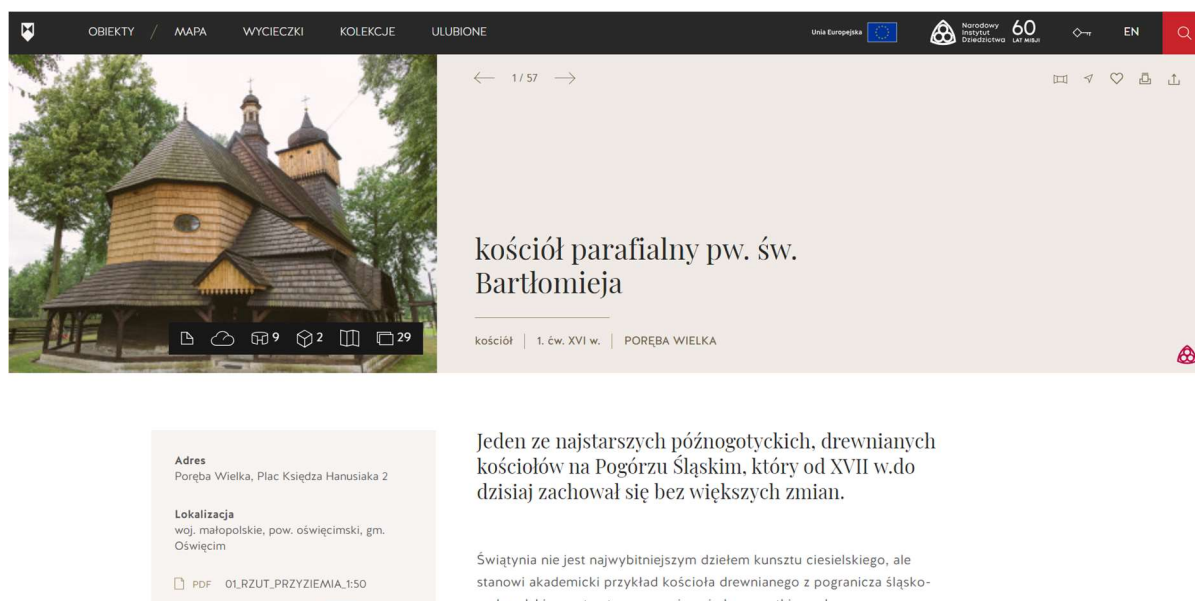 OBIEKTY / MAPA WYCIECZKI KOLEKCJE ULUBIONE Unia Europejska Narodowy Instytut Dziedzictwa 60 LAT MISJI EN
1 / 57
kościół parafialny pw. św.
Bartłomieja
9 2 29
kościół | 1. ćw. XVI w. | PORĘBA WIELKA
Adres
Poręba Wielka, Plac Księdza Hanusiaka 2
Lokalizacja
woj. małopolskie, pow. oświęcimski, gm.
Oświęcim
PDF 01_RZUT_PRZYZIEMIA_1:50
Jeden ze najstarszych późnogotyckich, drewnianych
kościołów na Pogórzu Śląskim, który od XVII w.do
dzisiaj zachował się bez większych zmian.
Świątynia nie jest najwybitniejszym dziełem kunsztu ciesielskiego, ale
stanowi akademicki przykład kościoła drewnianego z pogranicza śląsko-